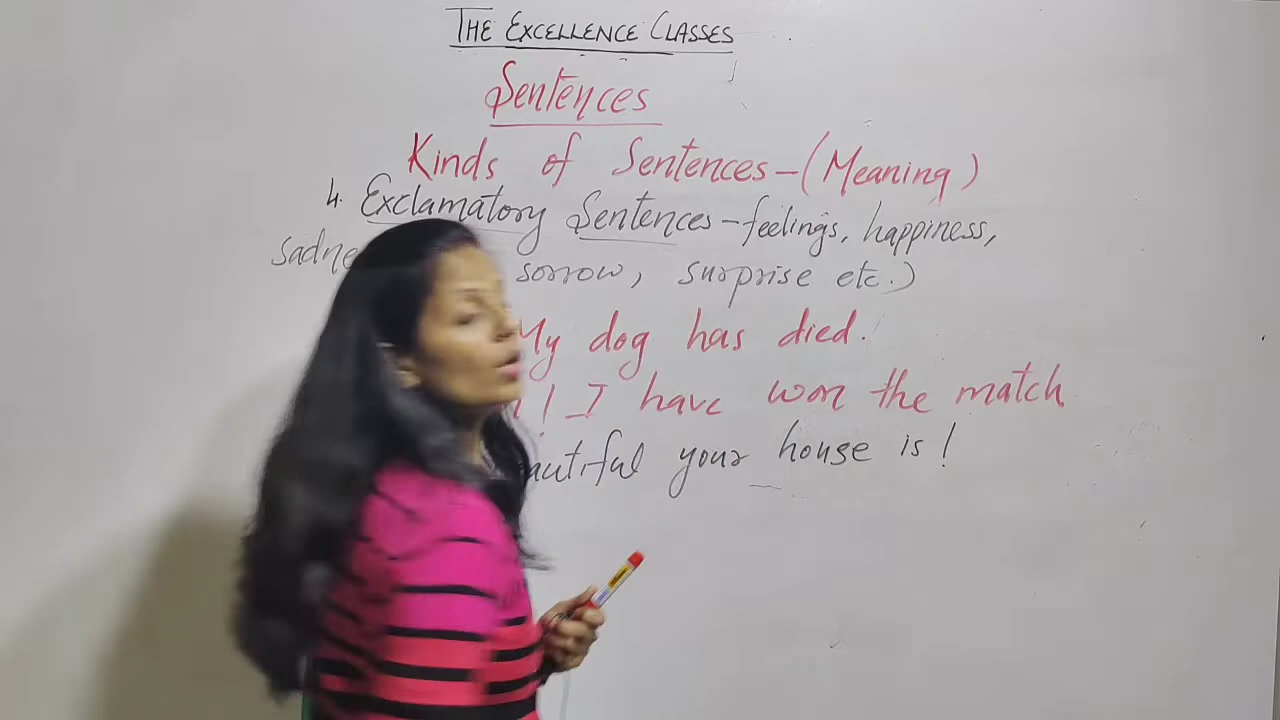 THE EXCELLENCE CLASSES
Sentences
Kinds of Sentences-(Meaning)
4. Exclamatory Sentences-feelings, happiness,
sorrow, surprise etc.)
My dog has died.
! I have won the match
your house is!